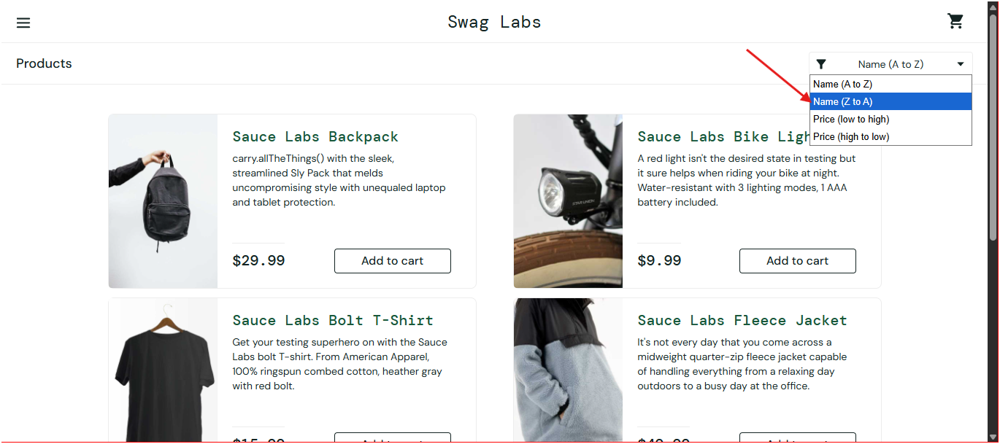 Swag Labs
Products
Name (A to Z)
Name (A to Z)
Name (Z to A)
Price (low to high)
Price (high to low)
Sauce Labs Backpack
carry.allTheThings() with the sleek,
streamlined Sly Pack that melds
uncompromising style with unequaled laptop
and tablet protection.
$29.99
Add to cart
Sauce Labs Bike
A red light isn't the desired state in testing but
it sure helps when riding your bike at night.
Water-resistant with 3 lighting modes, 1 AAA
battery included.
$9.99
Add to cart
Sauce Labs Bolt T-Shirt
Get your testing superhero on with the Sauce
Labs bolt T-shirt. From American Apparel,
100% ringspun combed cotton, heather gray
with red bolt.
Sauce Labs Fleece Jacket
It's not every day that you come across a
midweight quarter-zip fleece jacket capable
of handling everything from a relaxing day
outdoors to a busy day at the office.